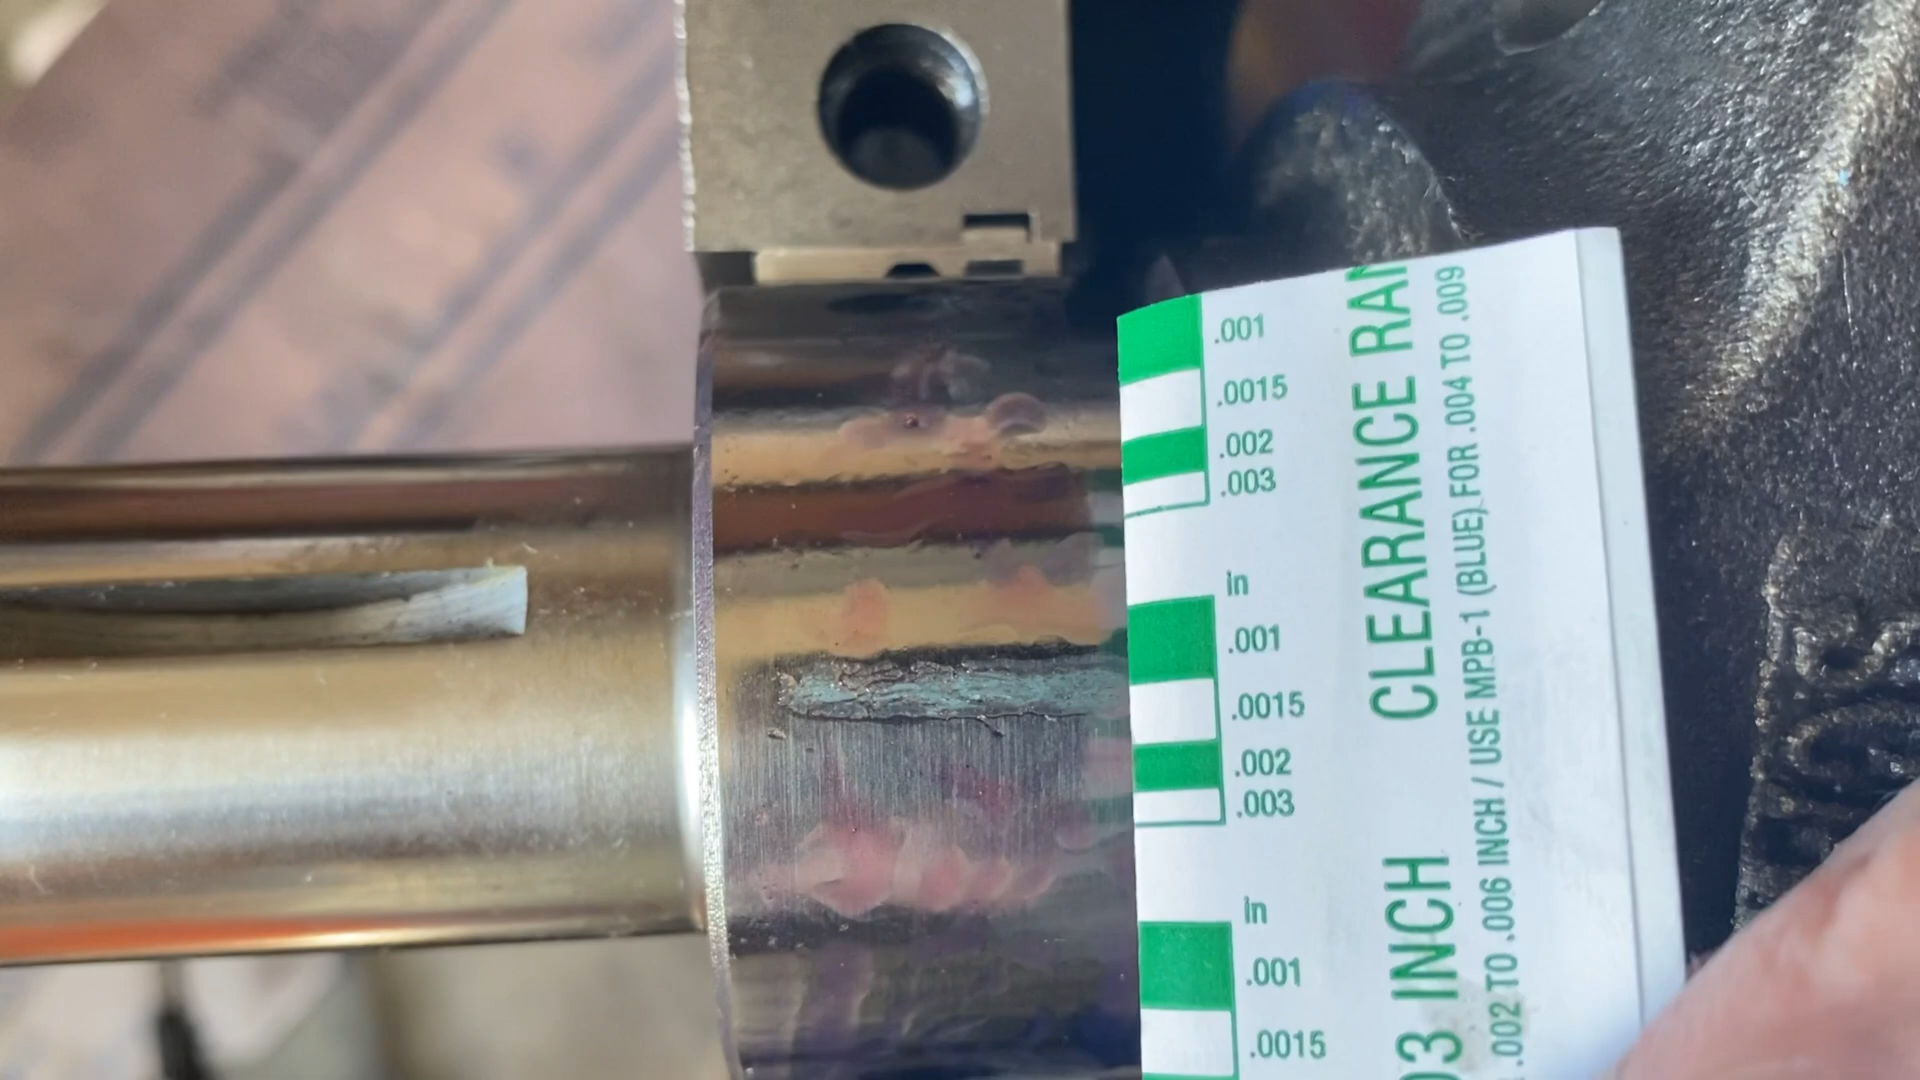 .001
.0015
.002
.003
in
.001
.0015
.002
.003
in
.001
.0015
03 INCH CLEARANCE RAN
.002 TO .006 INCH / USE MPB-1 (BLUE) FOR .004 TO .009